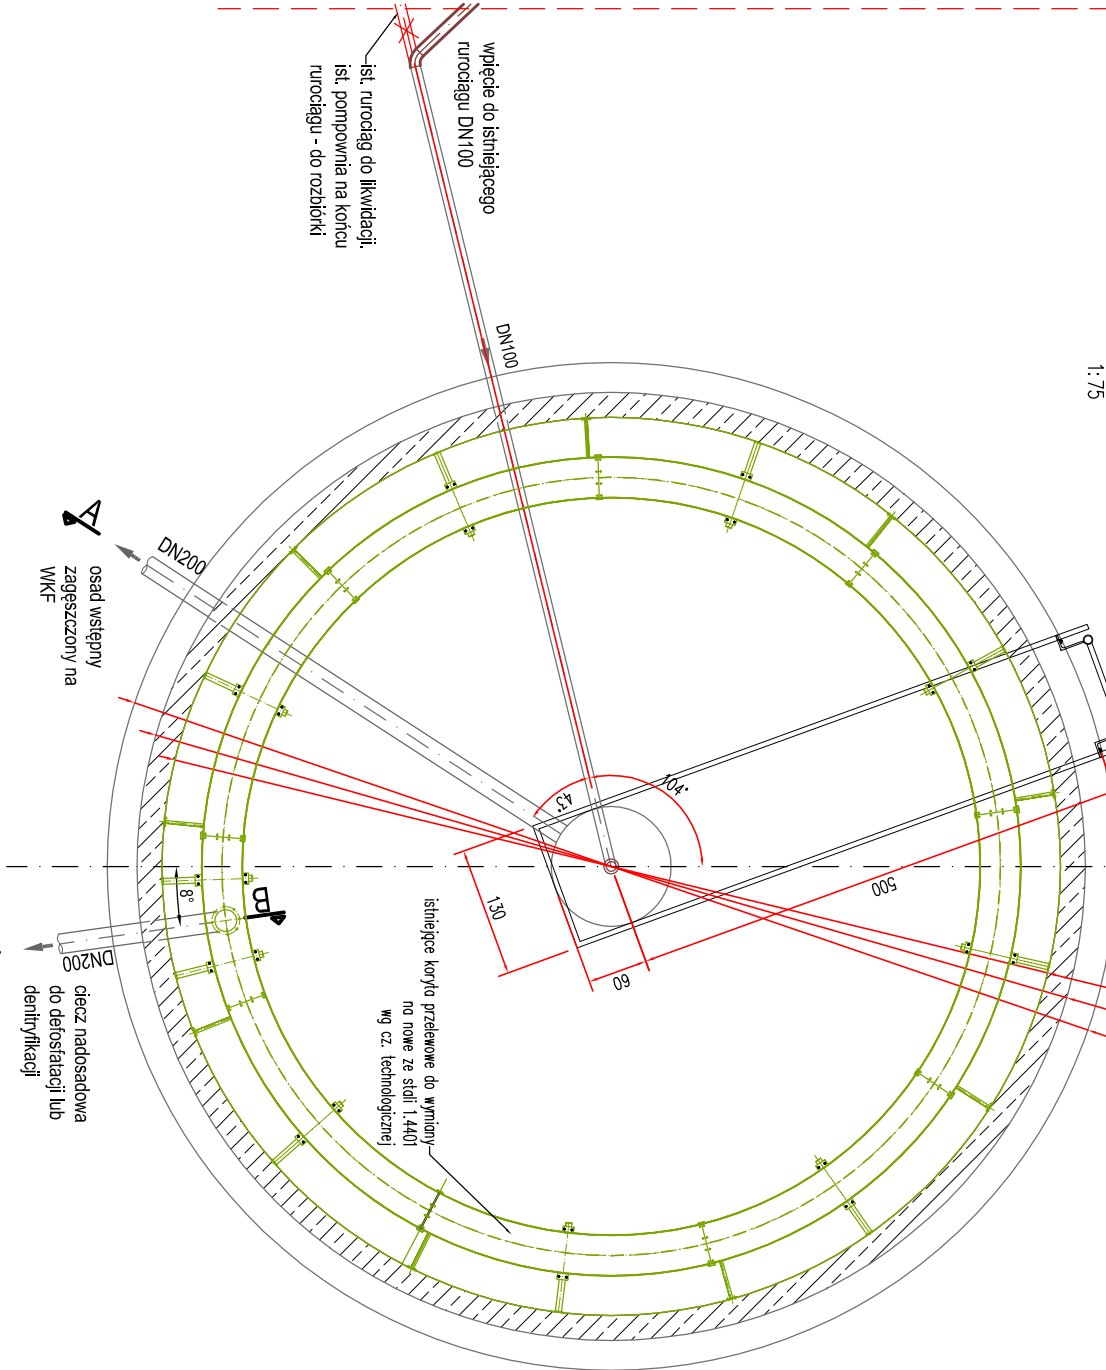 1:75
wpięcie do istniejącego
rurociągu DN100
ist. rurociąg do likwidacji.
ist. pompownia na końcu
rurociągu - do rozbiórki
DN100
A
DN200
osad wstępny
zagęszczony na
WKF
104°
43°
500
130
60
8°
B
DN200
ciecz nadosadowa
do defosfatacji lub
denitryfikacji
istniejące koryta przelewowe do wymiany
na nowe ze stali 1.4401
wg cz. technologicznej